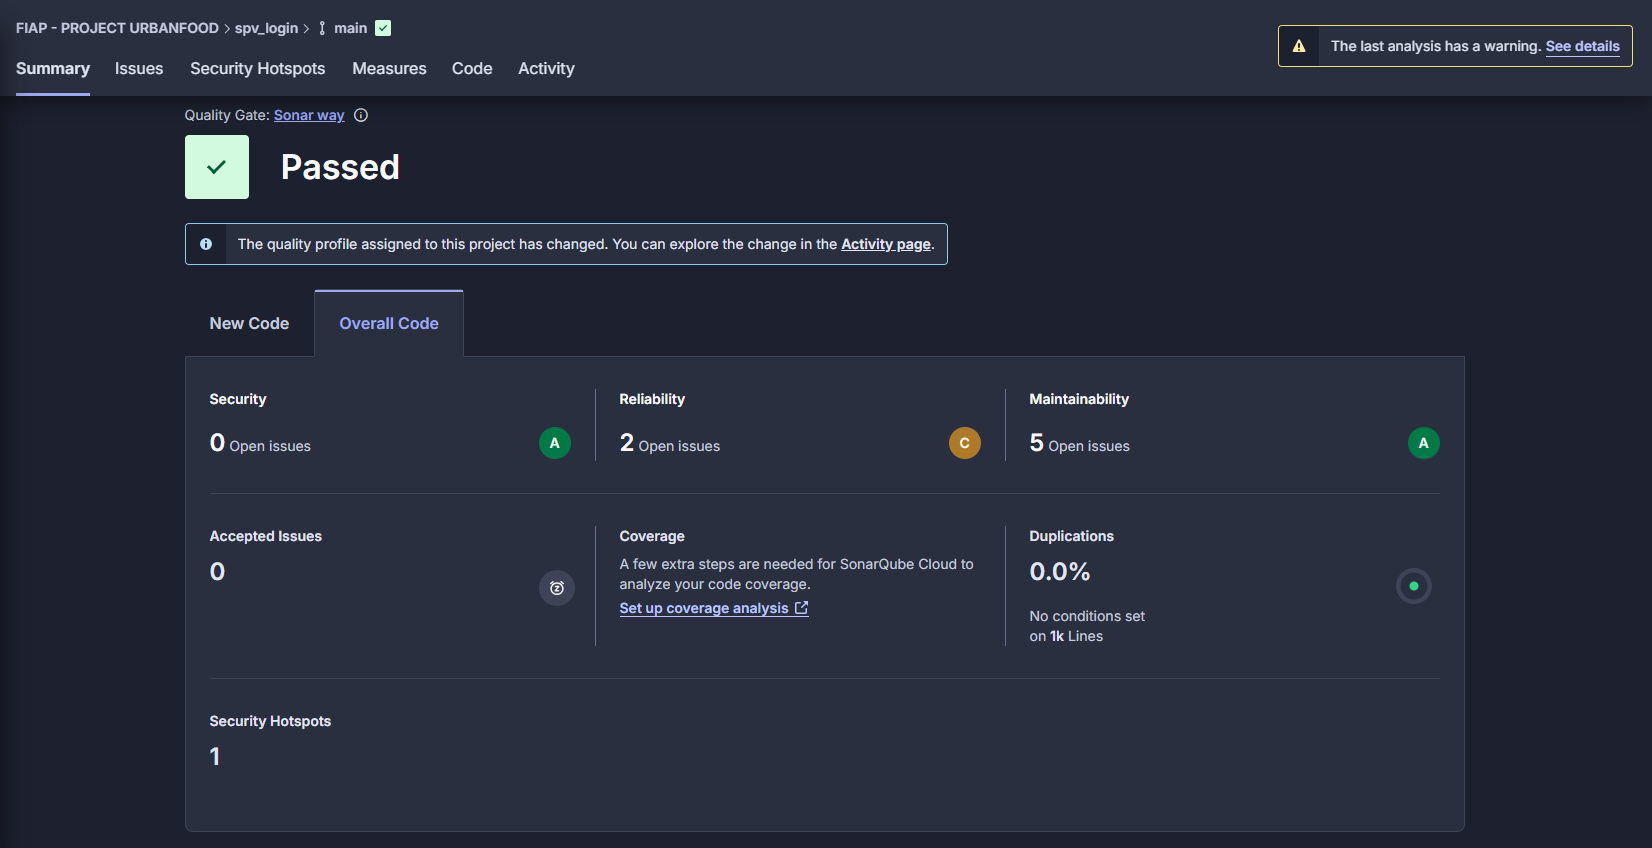 FIAP - PROJECT URBANFOOD > spv_login > main
The last analysis has a warning. See details
Summary Issues Security Hotspots Measures Code Activity
Quality Gate: Sonar way
Passed
The quality profile assigned to this project has changed. You can explore the change in the Activity page.
New Code Overall Code
Security
0 Open issues
A
Reliability
2 Open issues
C
Maintainability
5 Open issues
A
Accepted Issues
0
Coverage
A few extra steps are needed for SonarQube Cloud to
analyze your code coverage.
Set up coverage analysis
Duplications
0.0%
No conditions set
on 1k Lines
Security Hotspots
1